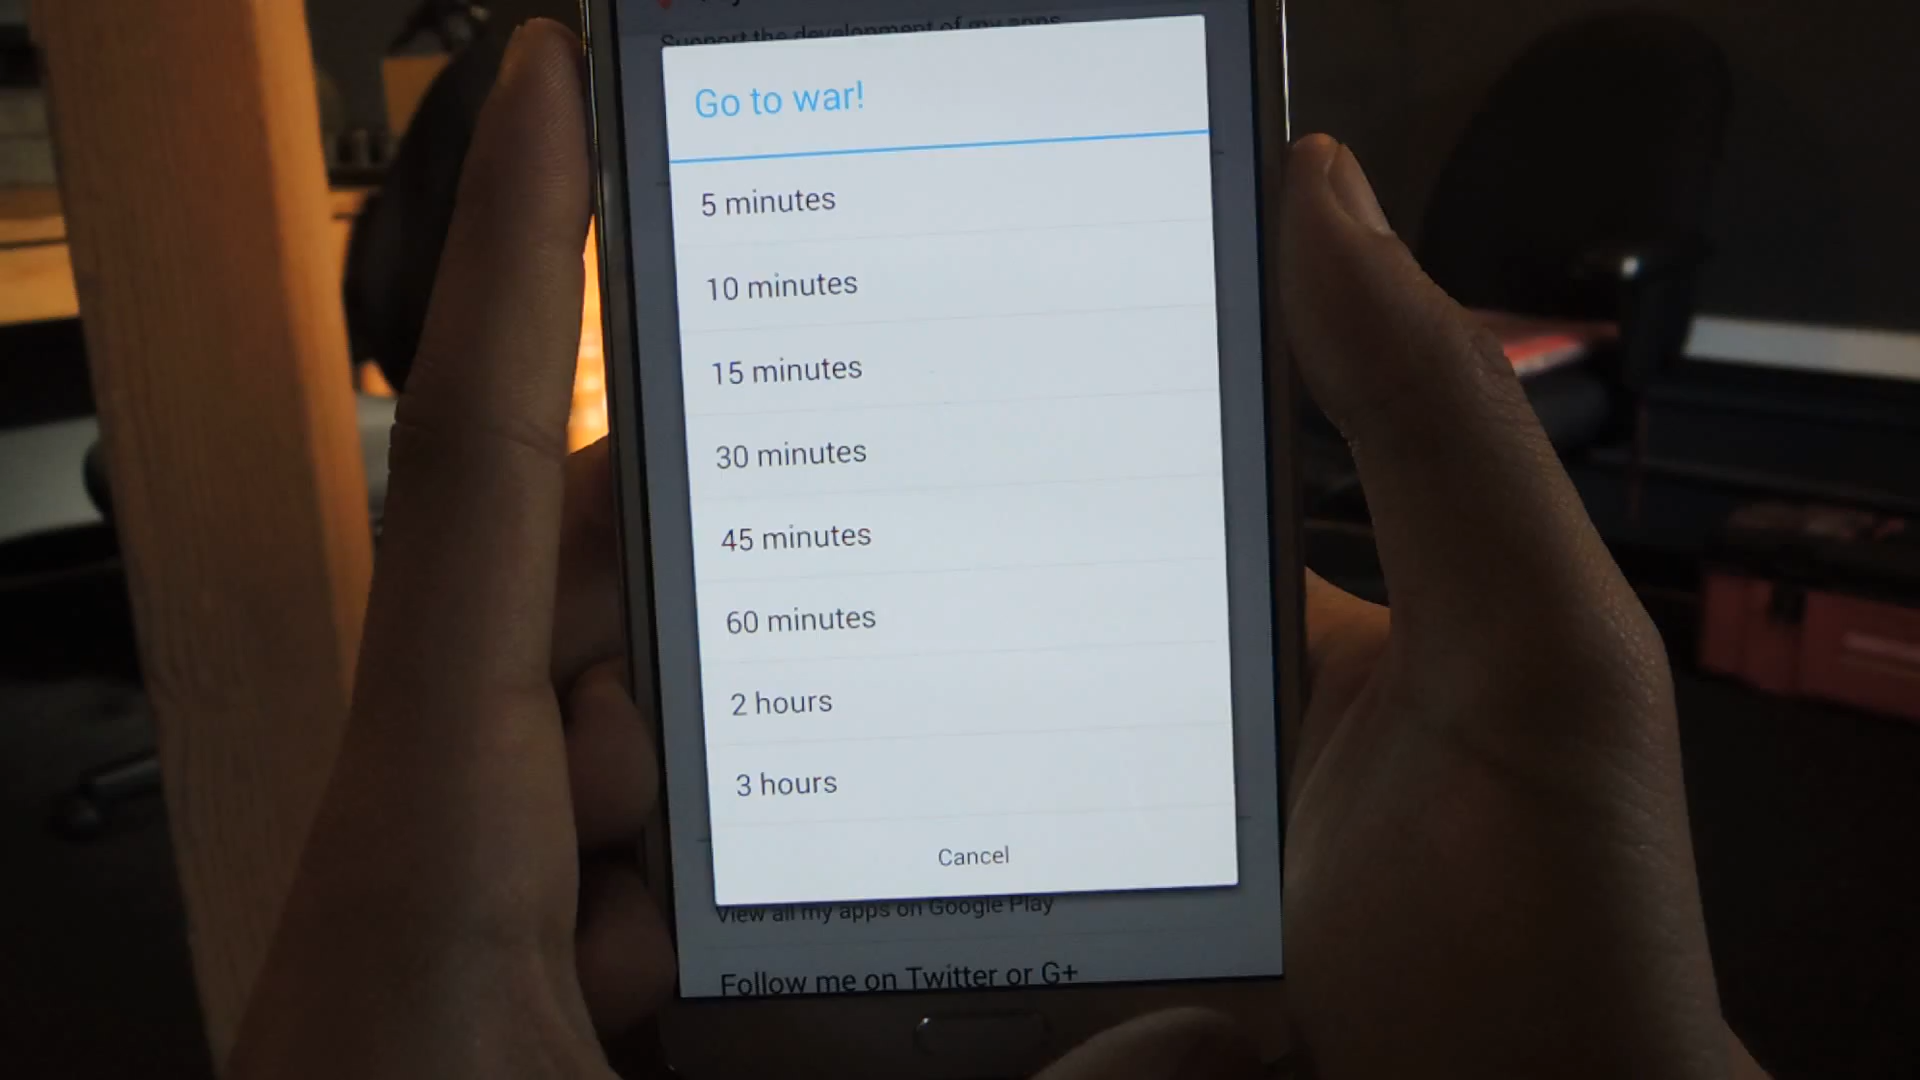 Support the development of my apps
Go to war!
5 minutes
10 minutes
15 minutes
30 minutes
45 minutes
60 minutes
2 hours
3 hours
Cancel
View all my apps on Google Play
Follow me on Twitter or G+